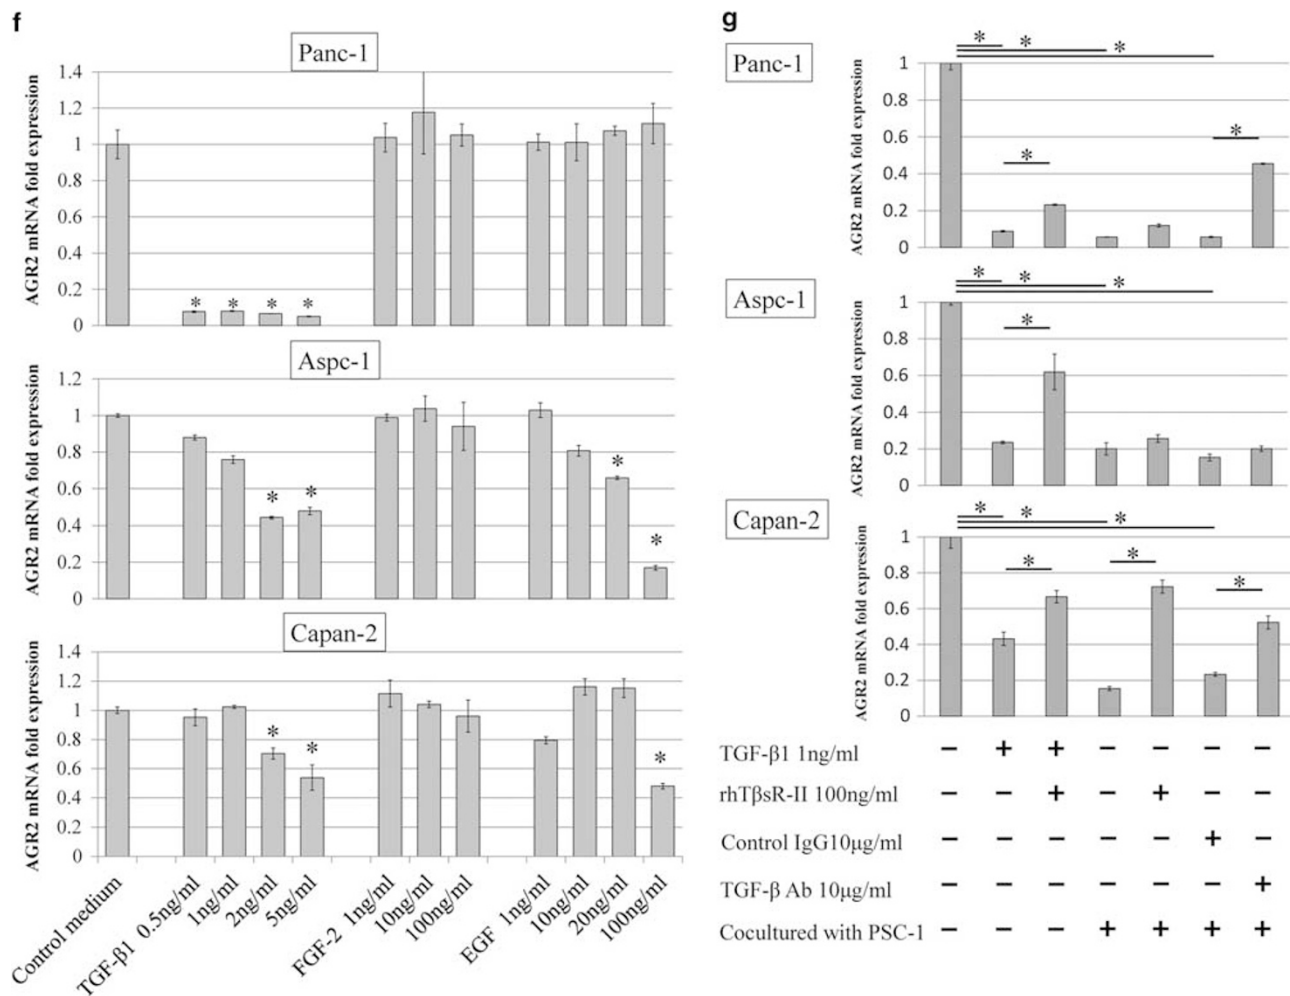 f
Panc-1
AGR2 mRNA fold expression
1.4
1.2
1
0.8
0.6
0.4
0.2
0
* * * *
Aspc-1
AGR2 mRNA fold expression
1.2
1
0.8
0.6
0.4
0.2
0
* * * *
Capan-2
AGR2 mRNA fold expression
1.4
1.2
1
0.8
0.6
0.4
0.2
0
* * *
Control medium
TGF-β1 0.5ng/ml
1ng/ml
2ng/ml
5ng/ml
FGF-2 1ng/ml
10ng/ml
100ng/ml
EGF 1ng/ml
10ng/ml
20ng/ml
100ng/ml
g
Panc-1
AGR2 mRNA fold expression
1
0.8
0.6
0.4
0.2
0
* * *
* *
Aspc-1
AGR2 mRNA fold expression
1
0.8
0.6
0.4
0.2
0
* * *
*
Capan-2
AGR2 mRNA fold expression
1
0.8
0.6
0.4
0.2
0
* * *
* * *
TGF-β1 1ng/ml − + + − − − −
rhTβsR-II 100ng/ml − − + − + − −
Control IgG10μg/ml − − − − − + −
TGF-β Ab 10μg/ml − − − − − − +
Cocultured with PSC-1 − − − + + + +